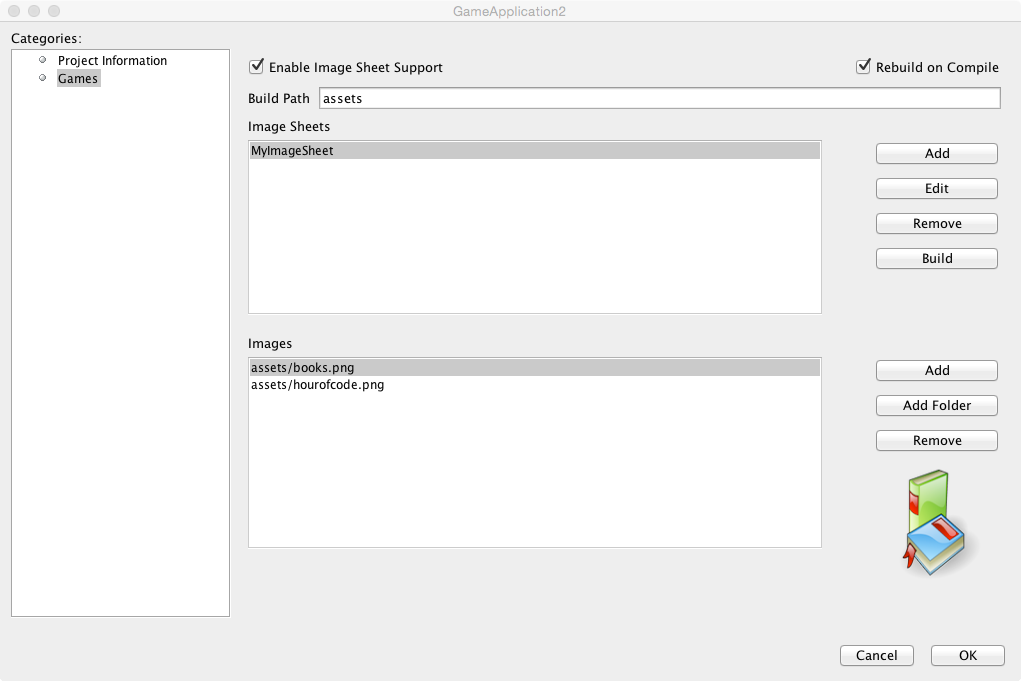 GameApplication2
Categories:
Project Information
Games
Enable Image Sheet Support
Rebuild on Compile
Build Path
assets
Image Sheets
MyImageSheet
Add
Edit
Remove
Build
Images
assets/books.png
assets/hourofcode.png
Add
Add Folder
Remove
Cancel
OK